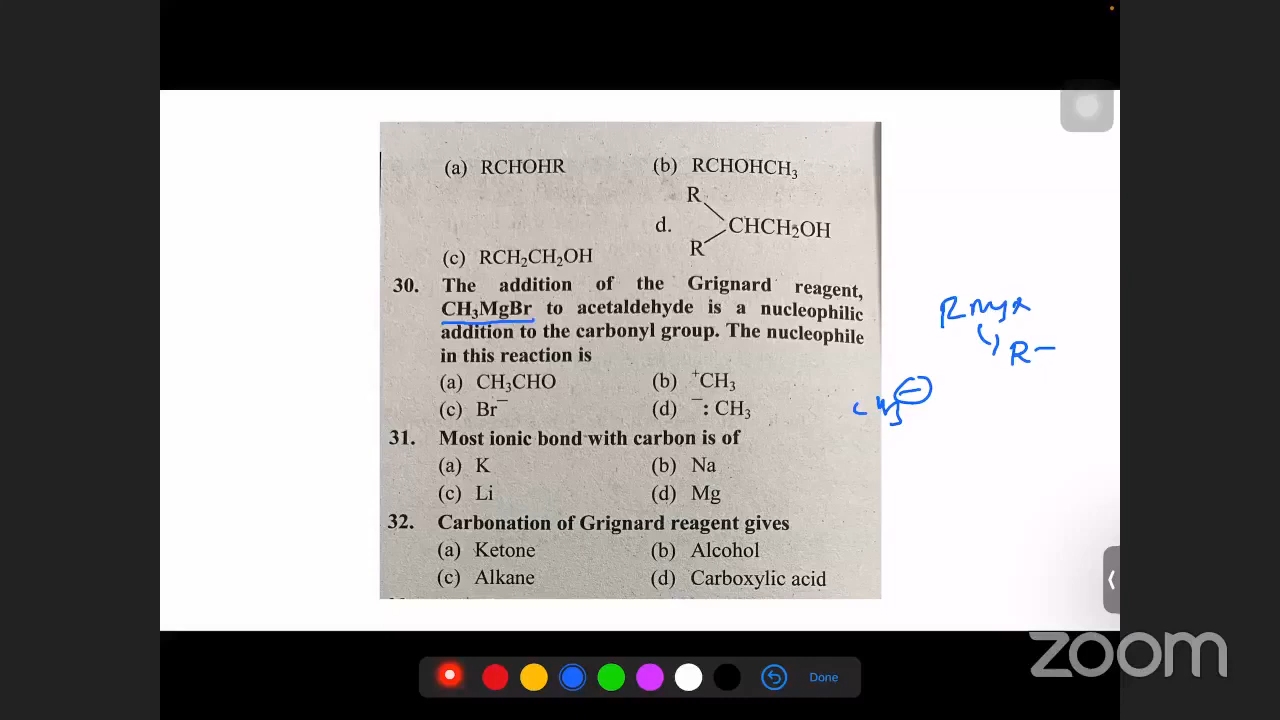 (a) RCHOHR (b) RCHOHCH₃
R
d. CHCH₂OH
R
(c) RCH₂CH₂OH
30. The addition of the Grignard reagent,
CH₃MgBr to acetaldehyde is a nucleophilic
addition to the carbonyl group. The nucleophile
in this reaction is
(a) CH₃CHO (b) ⁺CH₃
(c) Br⁻ (d) ⁻: CH₃
31. Most ionic bond with carbon is of
(a) K (b) Na
(c) Li (d) Mg
32. Carbonation of Grignard reagent gives
(a) Ketone (b) Alcohol
(c) Alkane (d) Carboxylic acid
RMgX
R −
CH₃ ⊖
zoom
Done